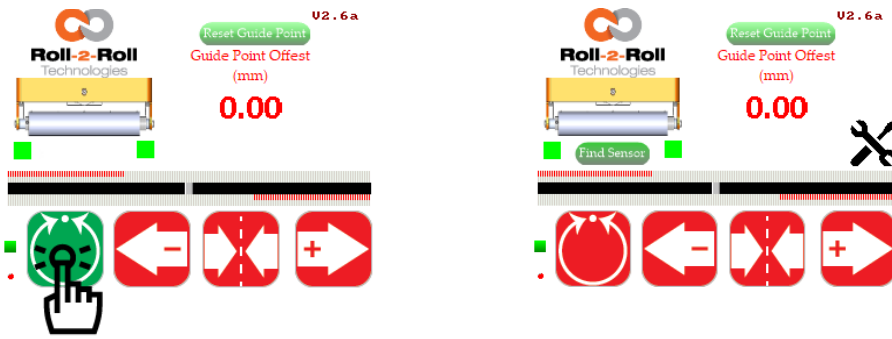 V2.6a
Reset Guide Point
Roll-2-Roll
Technologies
Guide Point Offest
(mm)
0.00
−
+
V2.6a
Reset Guide Point
Roll-2-Roll
Technologies
Guide Point Offest
(mm)
0.00
Find Sensor
−
+